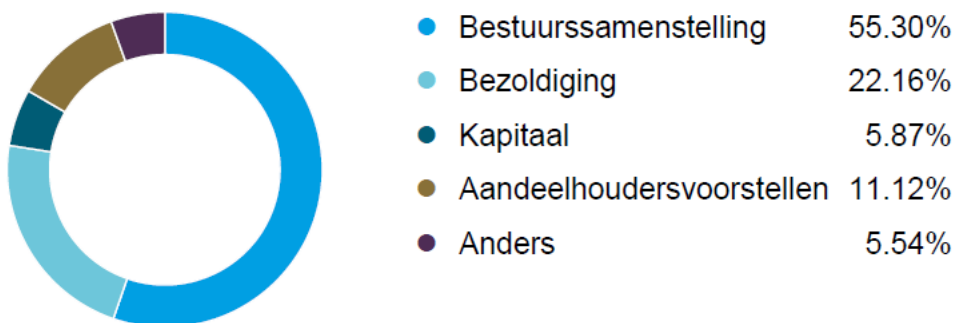 Bestuurssamenstelling 55.30%
Bezoldiging 22.16%
Kapitaal 5.87%
Aandeelhoudersvoorstellen 11.12%
Anders 5.54%